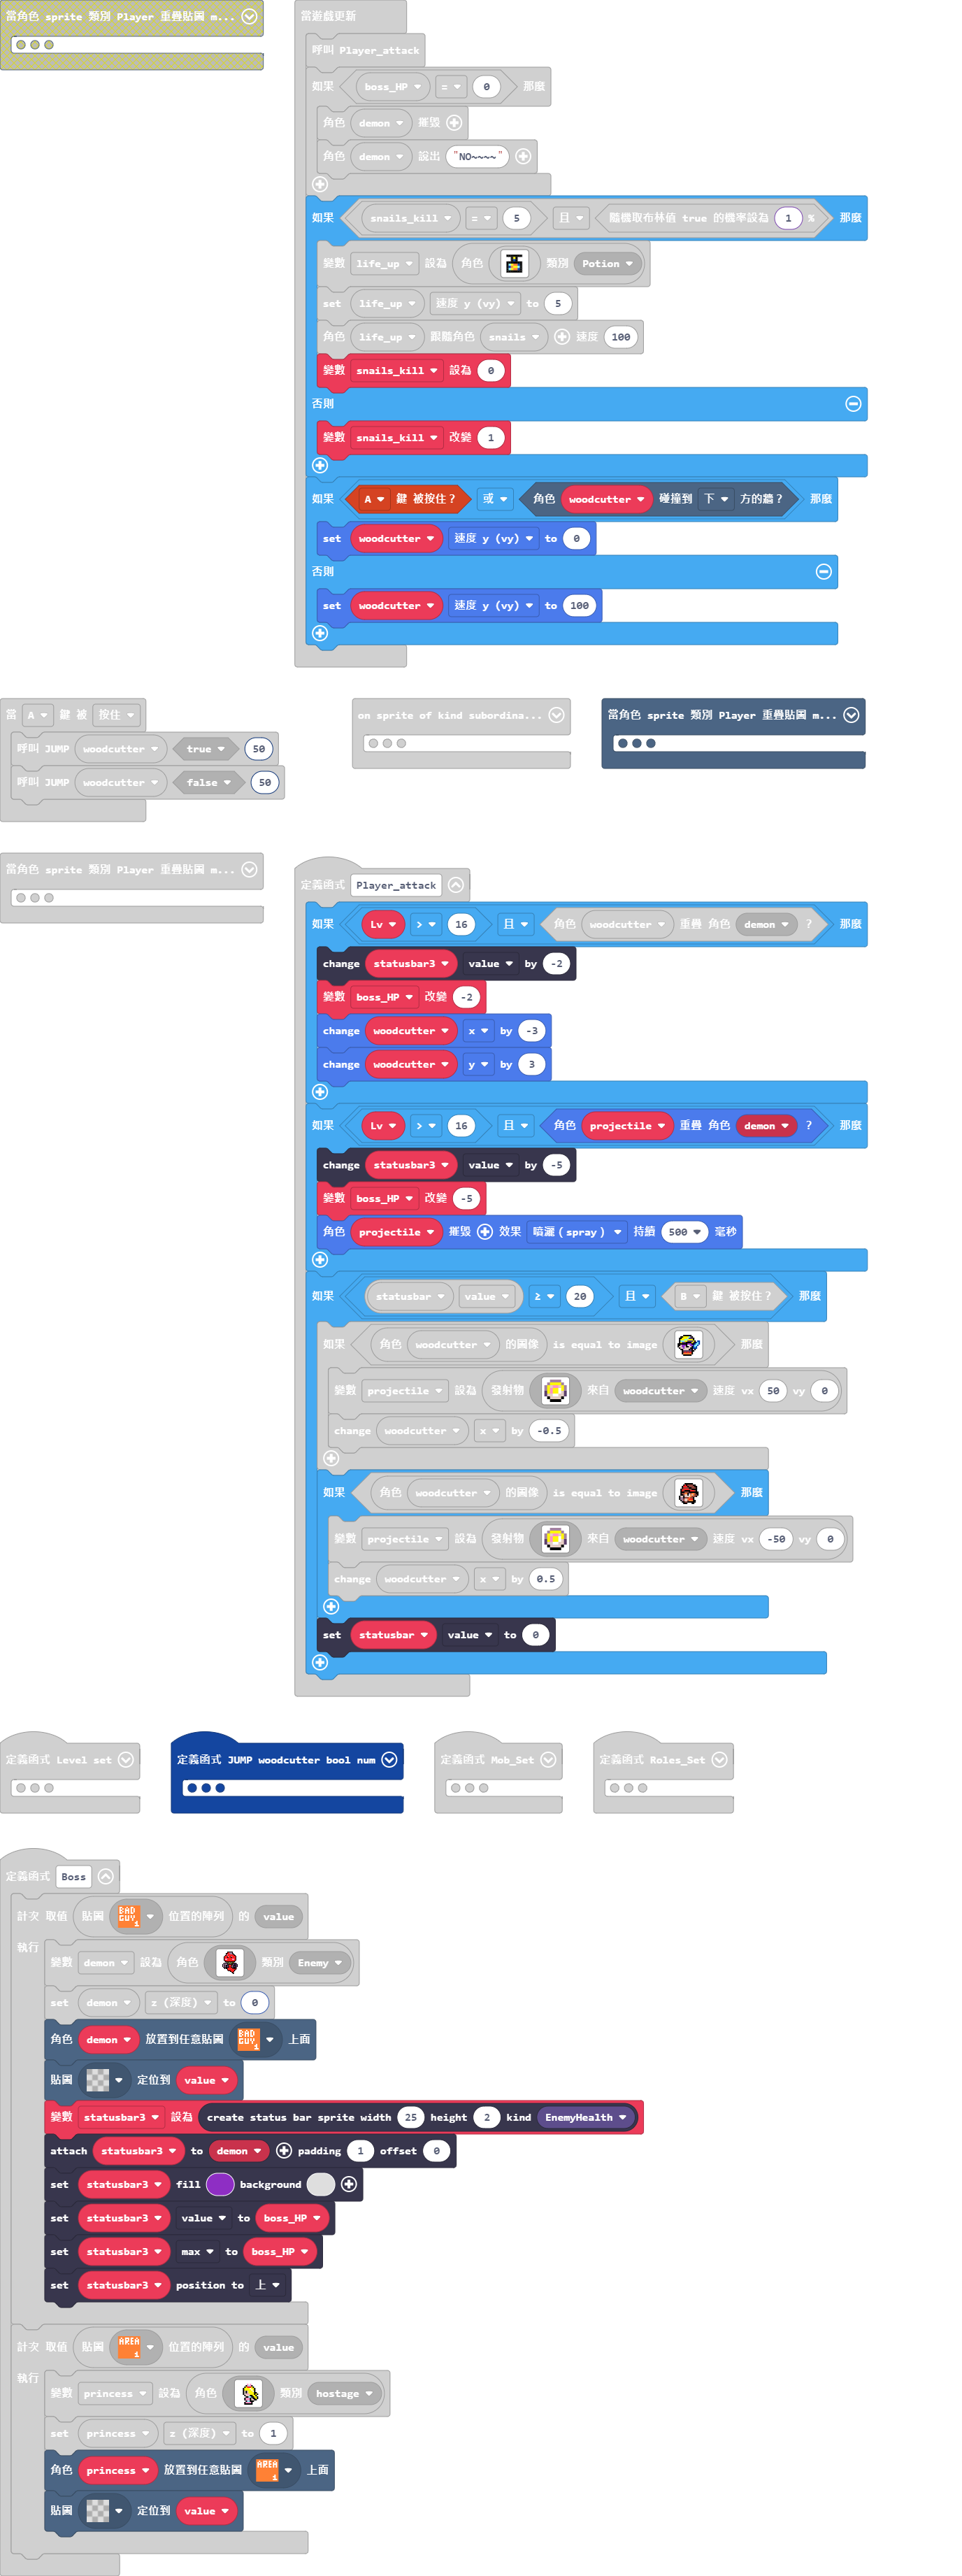 當角色 sprite 類別 Player 重疊貼圖 m...
當遊戲更新
呼叫 Player_attack
如果 boss_HP = 0 那麼
角色 demon 摧毀
角色 demon 說出 "NO~~~~"
如果 snails_kill = 5 且 隨機取布林值 true 的機率設為 1 % 那麼
變數 life_up 設為 角色 類別 Potion
set life_up 速度 y (vy) to 5
角色 life_up 跟隨角色 snails 速度 100
變數 snails_kill 設為 0
否則
變數 snails_kill 改變 1
如果 A 鍵 被按住？ 或 角色 woodcutter 碰撞到 下 方的牆？ 那麼
set woodcutter 速度 y (vy) to 0
否則
set woodcutter 速度 y (vy) to 100
當 A 鍵 被 按住
呼叫 JUMP woodcutter true 50
呼叫 JUMP woodcutter false 50
on sprite of kind subordina...
當角色 sprite 類別 Player 重疊貼圖 m...
當角色 sprite 類別 Player 重疊貼圖 m...
定義函式 Player_attack
如果 Lv > 16 且 角色 woodcutter 重疊 角色 demon ？ 那麼
change statusbar3 value by -2
變數 boss_HP 改變 -2
change woodcutter x by -3
change woodcutter y by 3
如果 Lv > 16 且 角色 projectile 重疊 角色 demon ？ 那麼
change statusbar3 value by -5
變數 boss_HP 改變 -5
角色 projectile 摧毀 效果 噴灑 (spray) 持續 500 毫秒
如果 statusbar value ≥ 20 且 B 鍵 被按住？ 那麼
如果 角色 woodcutter 的圖像 is equal to image 那麼
變數 projectile 設為 發射物 來自 woodcutter 速度 vx 50 vy 0
change woodcutter x by -0.5
如果 角色 woodcutter 的圖像 is equal to image 那麼
變數 projectile 設為 發射物 來自 woodcutter 速度 vx -50 vy 0
change woodcutter x by 0.5
set statusbar value to 0
定義函式 Level set
定義函式 JUMP woodcutter bool num
定義函式 Mob_Set
定義函式 Roles_Set
定義函式 Boss
計次 取值 貼圖 BAD GUY 1 位置的陣列 的 value
執行
變數 demon 設為 角色 類別 Enemy
set demon z (深度) to 0
角色 demon 放置到任意貼圖 BAD GUY 1 上面
貼圖 定位到 value
變數 statusbar3 設為 create status bar sprite width 25 height 2 kind EnemyHealth
attach statusbar3 to demon padding 1 offset 0
set statusbar3 fill background
set statusbar3 value to boss_HP
set statusbar3 max to boss_HP
set statusbar3 position to 上
計次 取值 貼圖 AREA 1 位置的陣列 的 value
執行
變數 princess 設為 角色 類別 hostage
set princess z (深度) to 1
角色 princess 放置到任意貼圖 AREA 1 上面
貼圖 定位到 value